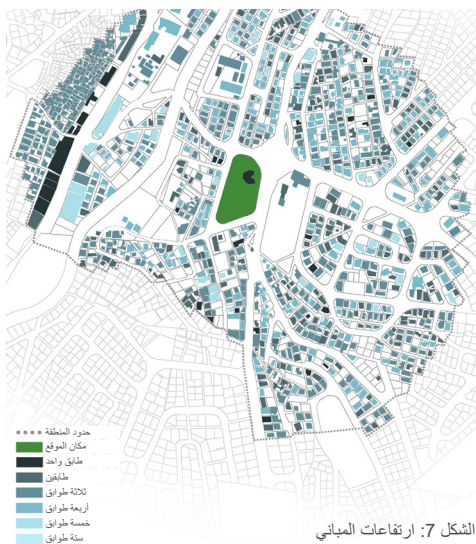 حدود المنطقة
مكان الموقع
طابق واحد
طابقين
ثلاثة طوابق
أربعة طوابق
خمسة طوابق
ستة طوابق
الشكل 7: ارتفاعات المباني